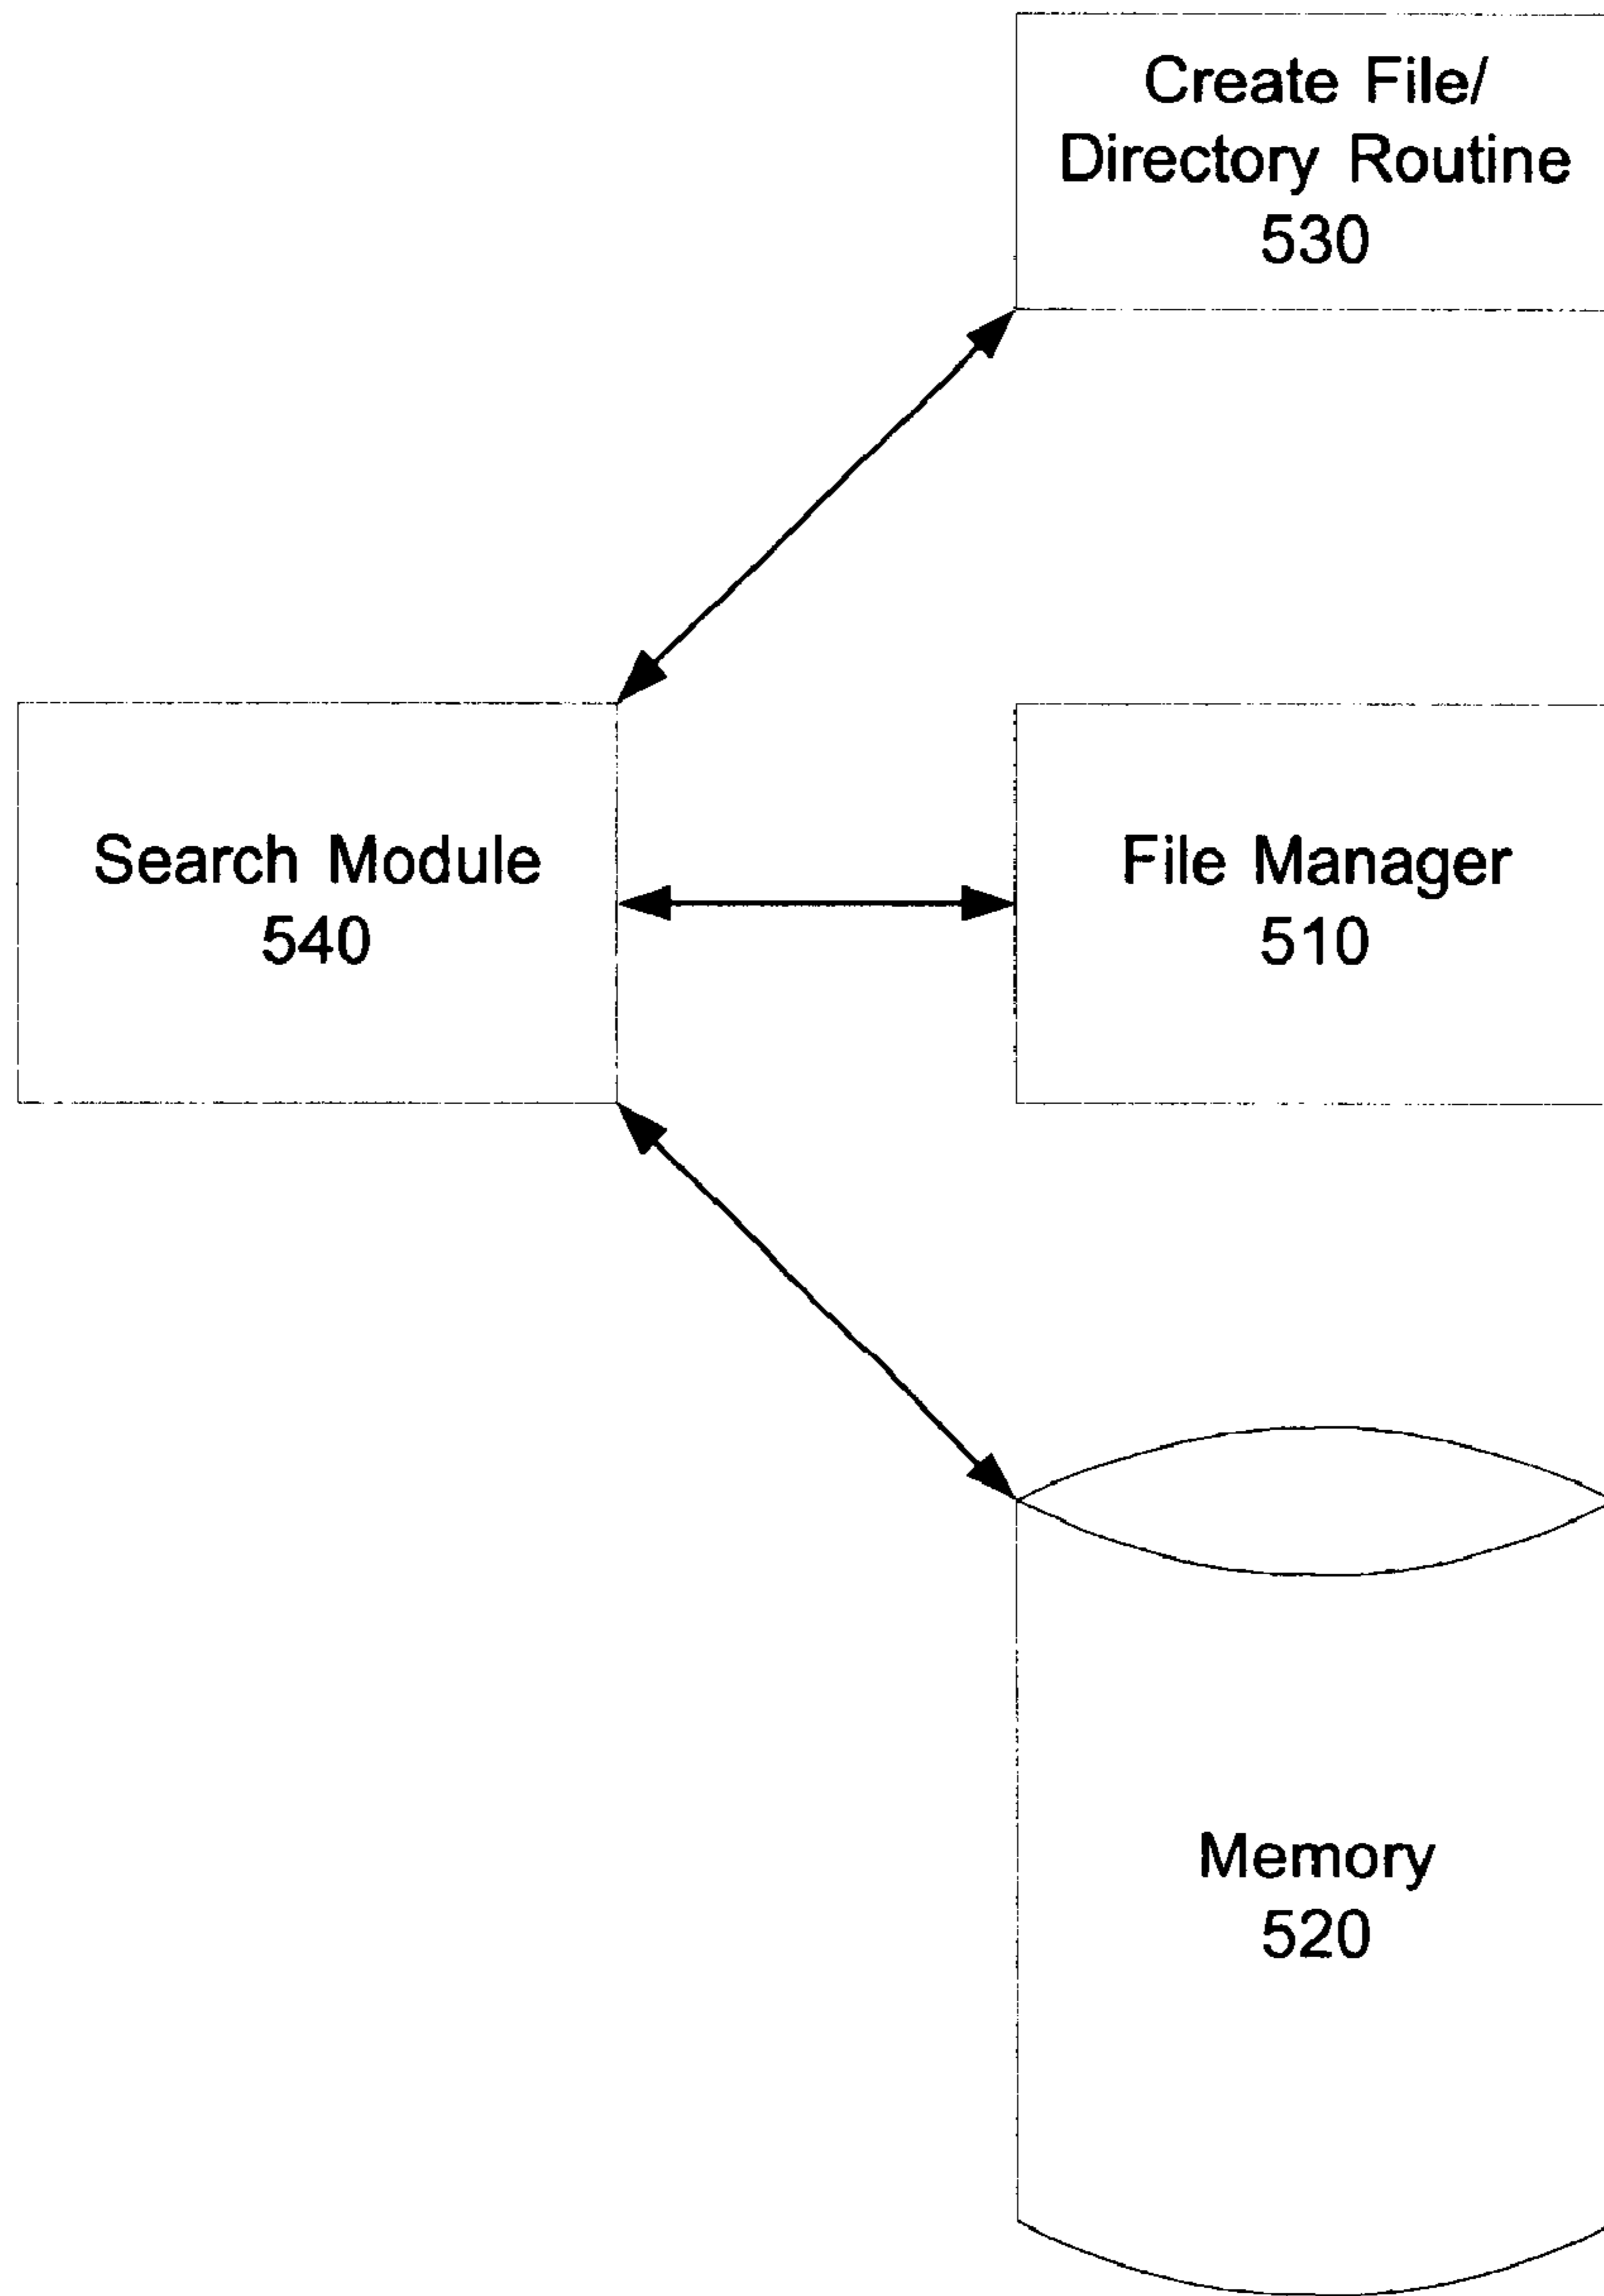 Create File/
Directory Routine
530
Search Module
540
File Manager
510
Memory
520